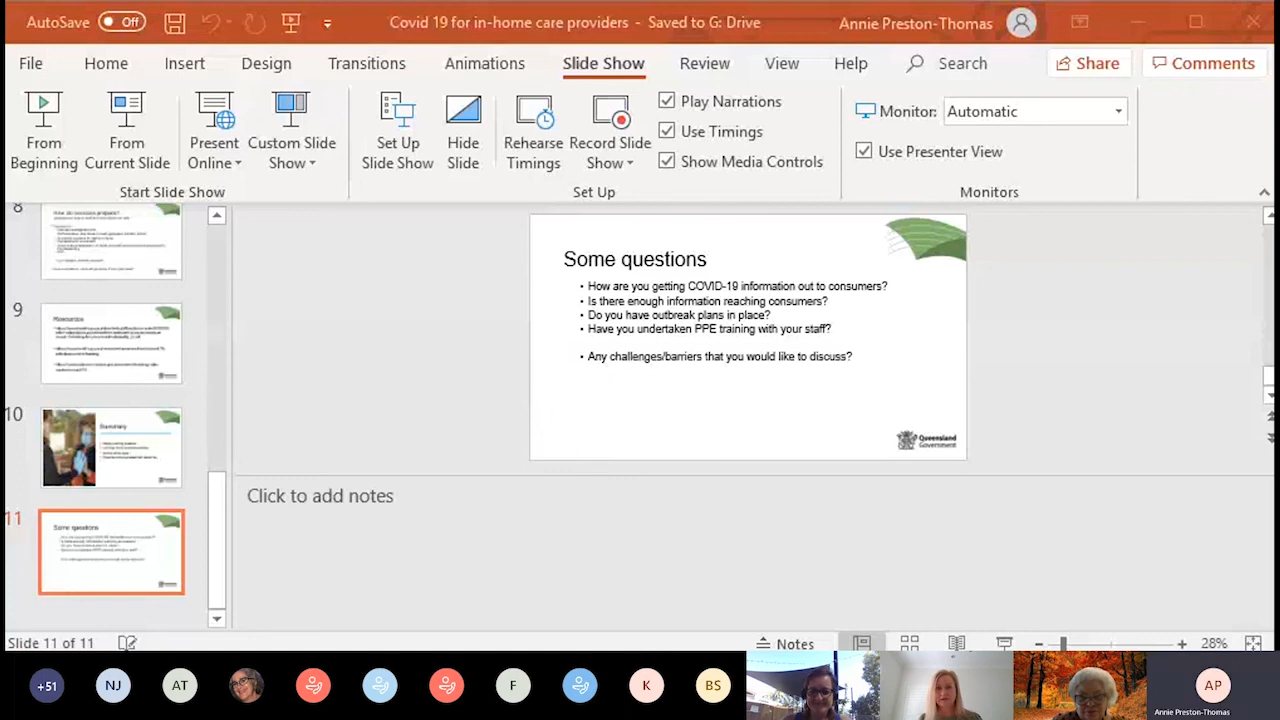 AutoSave Off Covid 19 for in-home care providers - Saved to G: Drive Annie Preston-Thomas
File Home Insert Design Transitions Animations Slide Show Review View Help Search Share Comments
From Beginning
From Current Slide
Present Online
Custom Slide Show
Set Up Slide Show
Hide Slide
Rehearse Timings
Record Slide Show
Play Narrations
Use Timings
Show Media Controls
Monitor: Automatic
Use Presenter View
Start Slide Show Set Up Monitors
8
9
Resources
10
Summary
11
Some questions
Some questions
• How are you getting COVID-19 information out to consumers?
• Is there enough information reaching consumers?
• Do you have outbreak plans in place?
• Have you undertaken PPE training with your staff?
• Any challenges/barriers that you would like to discuss?
Queensland
Government
Click to add notes
Slide 11 of 11 Notes 28%
+51 NJ AT F K BS AP
Annie Preston-Thomas